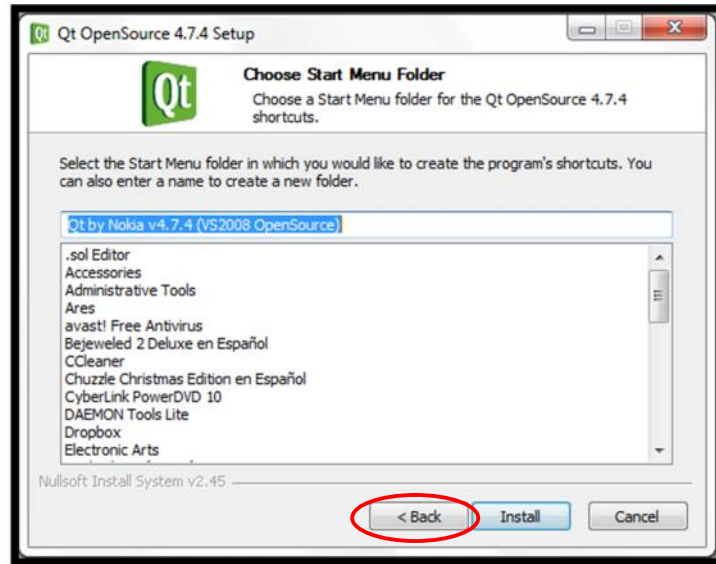 Qt OpenSource 4.7.4 Setup
Qt
Choose Start Menu Folder
Choose a Start Menu folder for the Qt OpenSource 4.7.4
shortcuts.
Select the Start Menu folder in which you would like to create the program's shortcuts. You
can also enter a name to create a new folder.
Qt by Nokia v4.7.4 (VS2008 OpenSource)
.sol Editor
Accessories
Administrative Tools
Ares
avast! Free Antivirus
Bejeweled 2 Deluxe en Español
CCleaner
Chuzzle Christmas Edition en Español
CyberLink PowerDVD 10
DAEMON Tools Lite
Dropbox
Electronic Arts
Nullsoft Install System v2.45
< Back Install Cancel